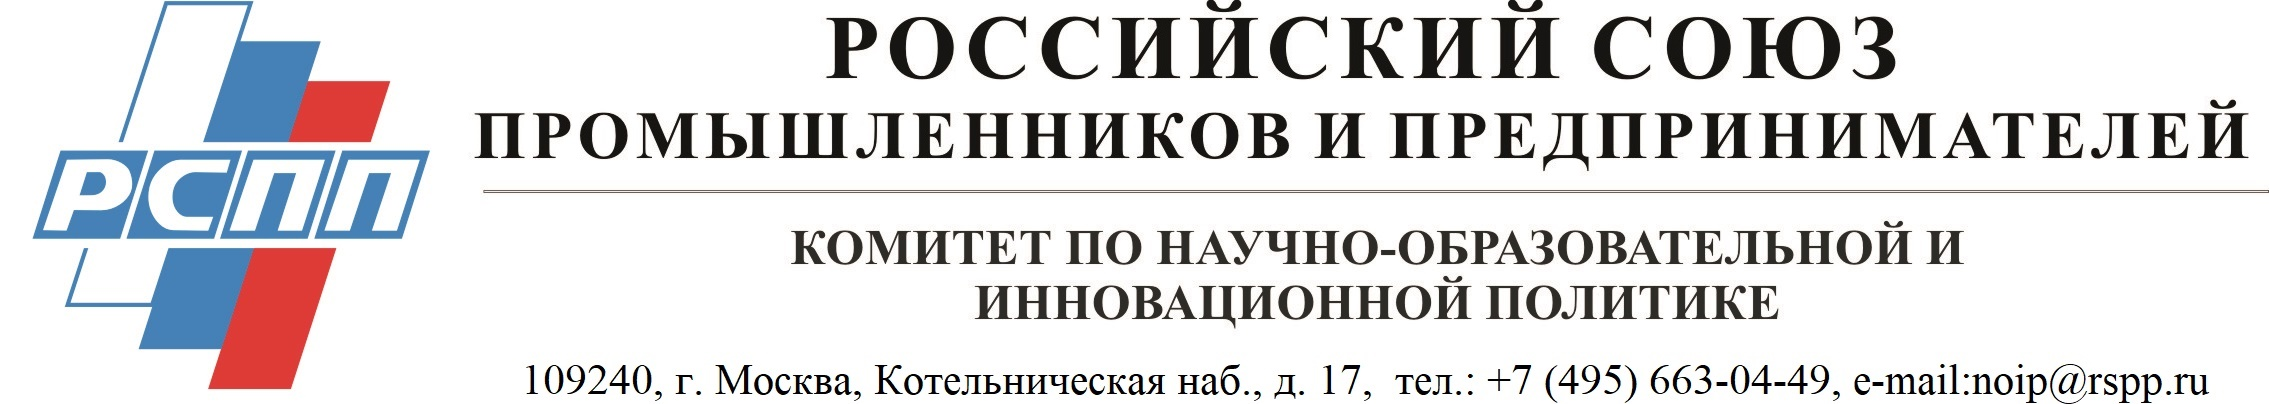 РСПП
РОССИЙСКИЙ СОЮЗ
ПРОМЫШЛЕННИКОВ И ПРЕДПРИНИМАТЕЛЕЙ
КОМИТЕТ ПО НАУЧНО-ОБРАЗОВАТЕЛЬНОЙ И
ИННОВАЦИОННОЙ ПОЛИТИКЕ
109240, г. Москва, Котельническая наб., д. 17, тел.: +7 (495) 663-04-49, e-mail:noip@rspp.ru